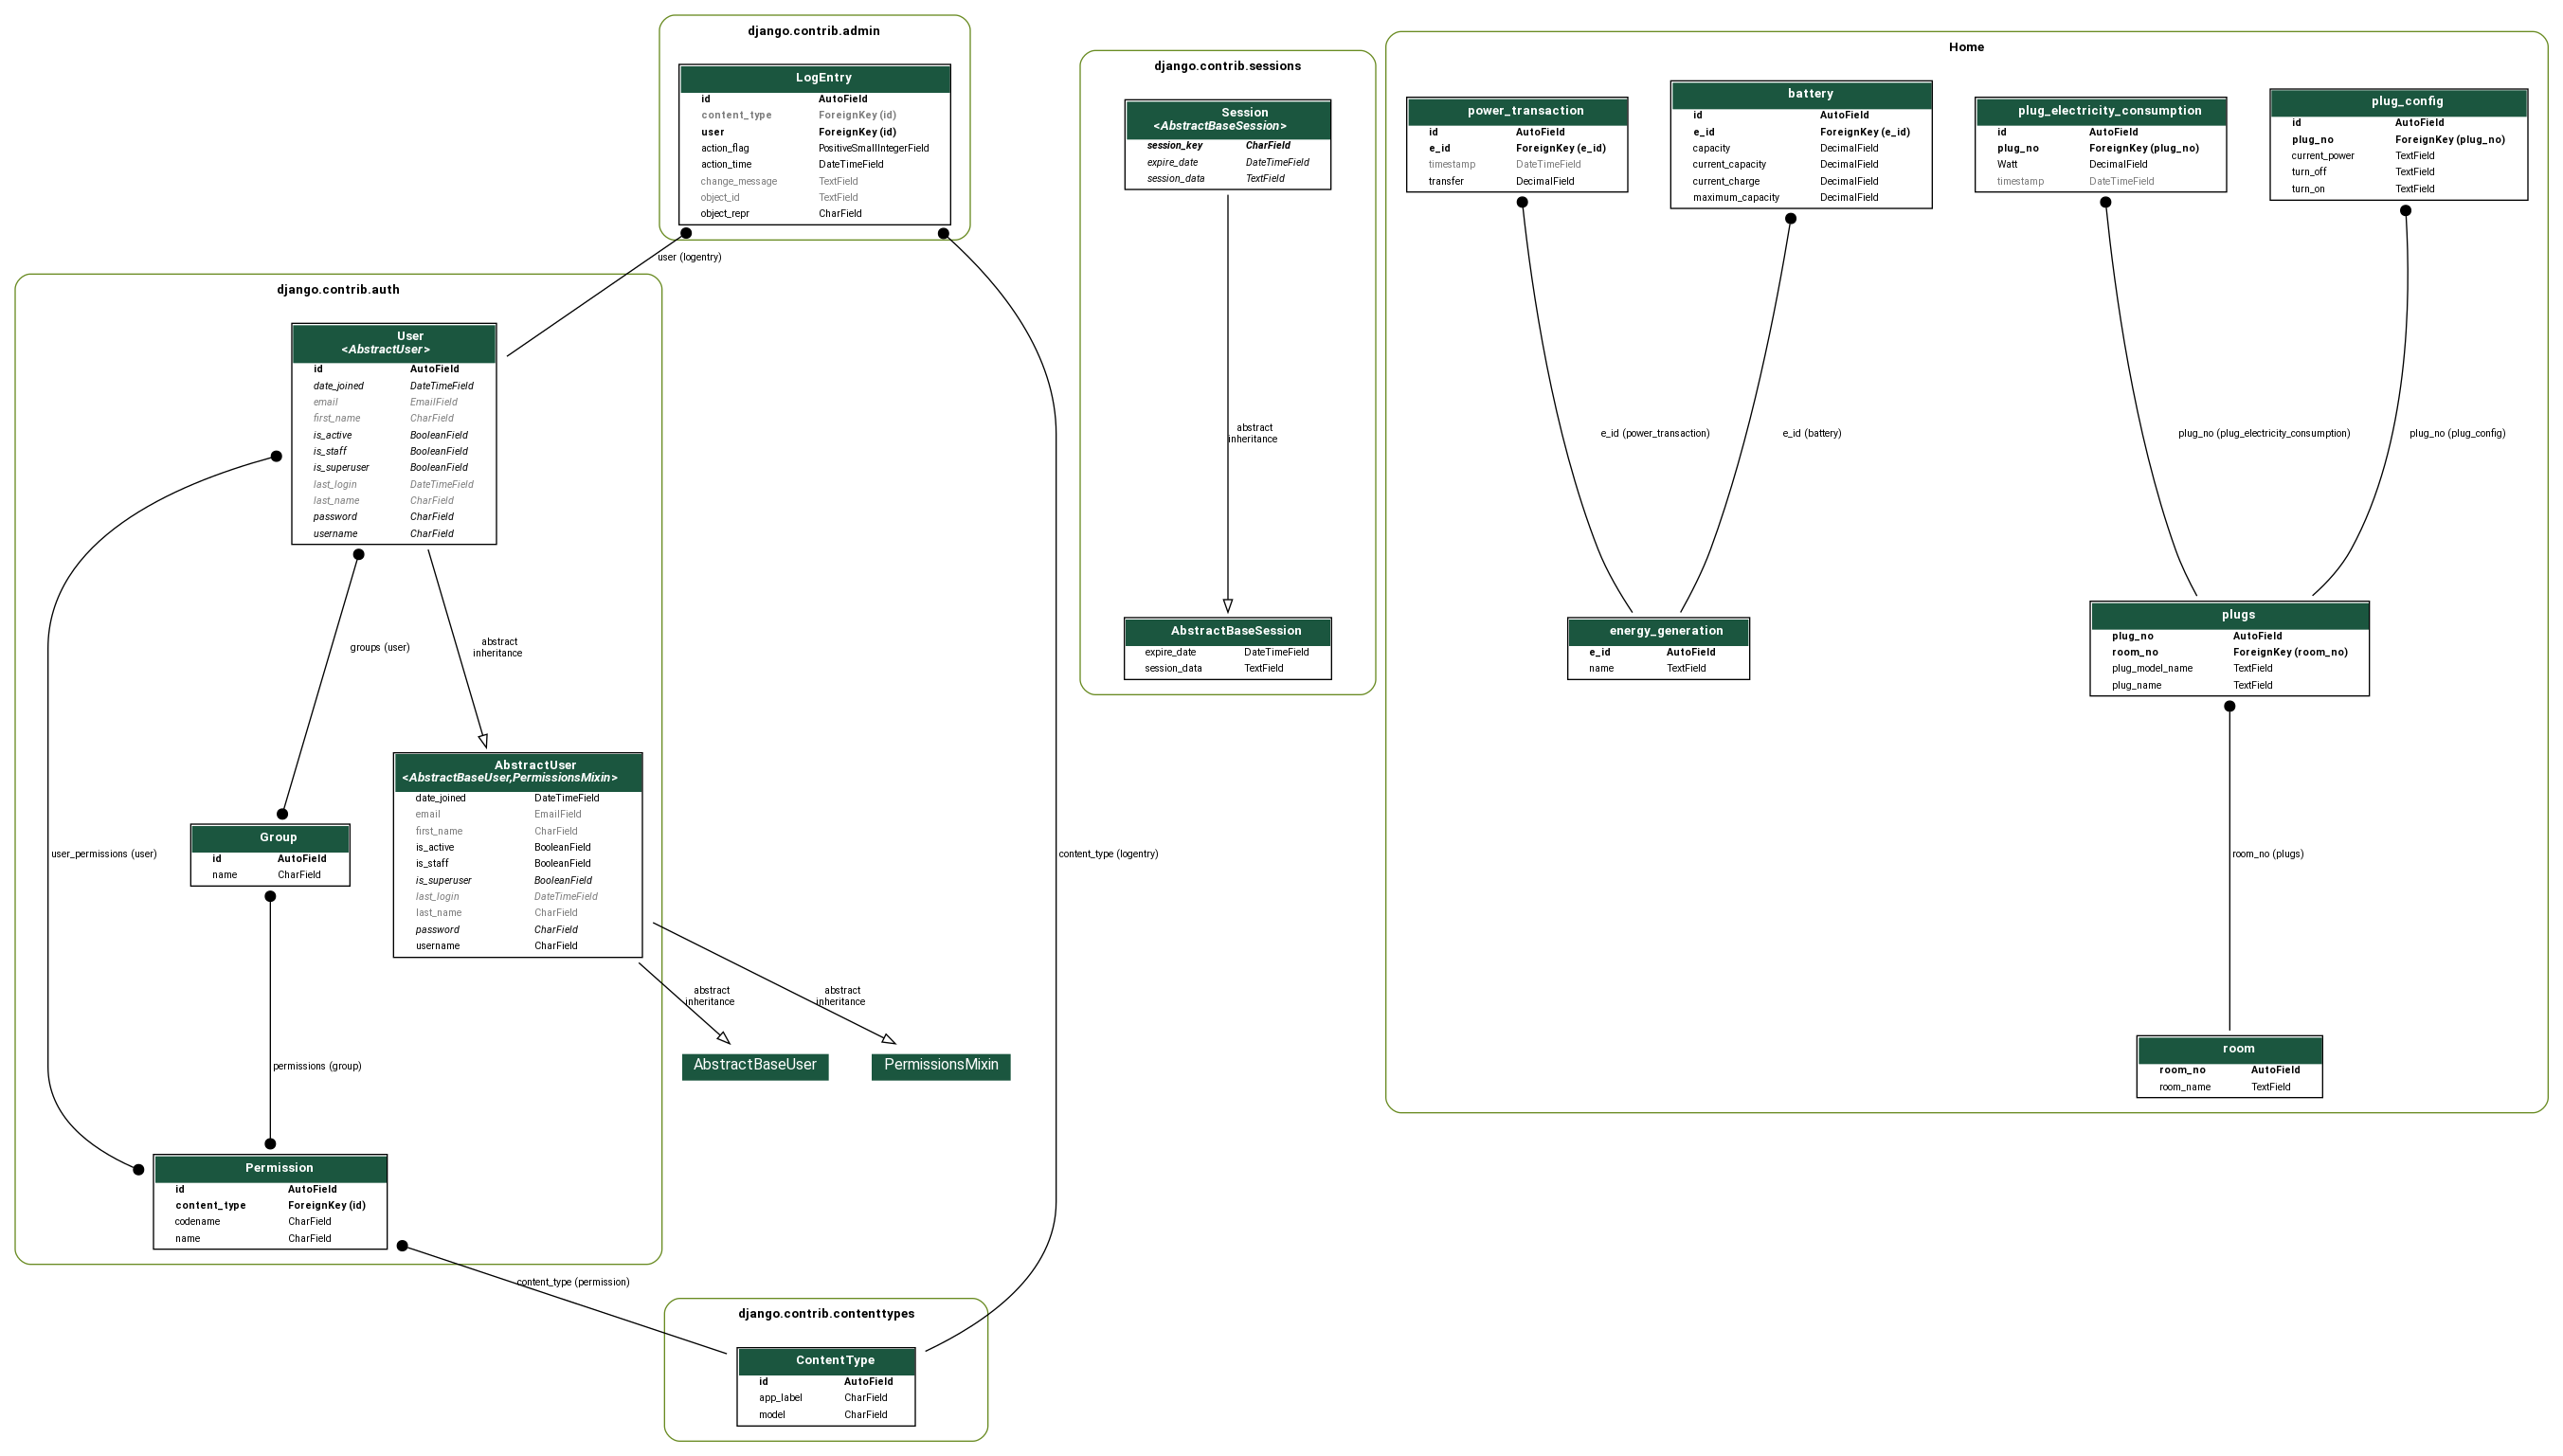 django.contrib.admin
LogEntry
id AutoField
content_type ForeignKey (id)
user ForeignKey (id)
action_flag PositiveSmallIntegerField
action_time DateTimeField
change_message TextField
object_id TextField
object_repr CharField
user (logentry)
content_type (logentry)
django.contrib.auth
User
<AbstractUser>
id AutoField
date_joined DateTimeField
email EmailField
first_name CharField
is_active BooleanField
is_staff BooleanField
is_superuser BooleanField
last_login DateTimeField
last_name CharField
password CharField
username CharField
user_permissions (user)
groups (user)
abstract
inheritance
Group
id AutoField
name CharField
permissions (group)
AbstractUser
<AbstractBaseUser,PermissionsMixin>
date_joined DateTimeField
email EmailField
first_name CharField
is_active BooleanField
is_staff BooleanField
is_superuser BooleanField
last_login DateTimeField
last_name CharField
password CharField
username CharField
abstract
inheritance
abstract
inheritance
AbstractBaseUser
PermissionsMixin
Permission
id AutoField
content_type ForeignKey (id)
codename CharField
name CharField
content_type (permission)
django.contrib.contenttypes
ContentType
id AutoField
app_label CharField
model CharField
django.contrib.sessions
Session
<AbstractBaseSession>
session_key CharField
expire_date DateTimeField
session_data TextField
abstract
inheritance
AbstractBaseSession
expire_date DateTimeField
session_data TextField
Home
power_transaction
id AutoField
e_id ForeignKey (e_id)
timestamp DateTimeField
transfer DecimalField
battery
id AutoField
e_id ForeignKey (e_id)
capacity DecimalField
current_capacity DecimalField
current_charge DecimalField
maximum_capacity DecimalField
plug_electricity_consumption
id AutoField
plug_no ForeignKey (plug_no)
Watt DecimalField
timestamp DateTimeField
plug_config
id AutoField
plug_no ForeignKey (plug_no)
current_power TextField
turn_off TextField
turn_on TextField
e_id (power_transaction)
e_id (battery)
plug_no (plug_electricity_consumption)
plug_no (plug_config)
energy_generation
e_id AutoField
name TextField
plugs
plug_no AutoField
room_no ForeignKey (room_no)
plug_model_name TextField
plug_name TextField
room_no (plugs)
room
room_no AutoField
room_name TextField